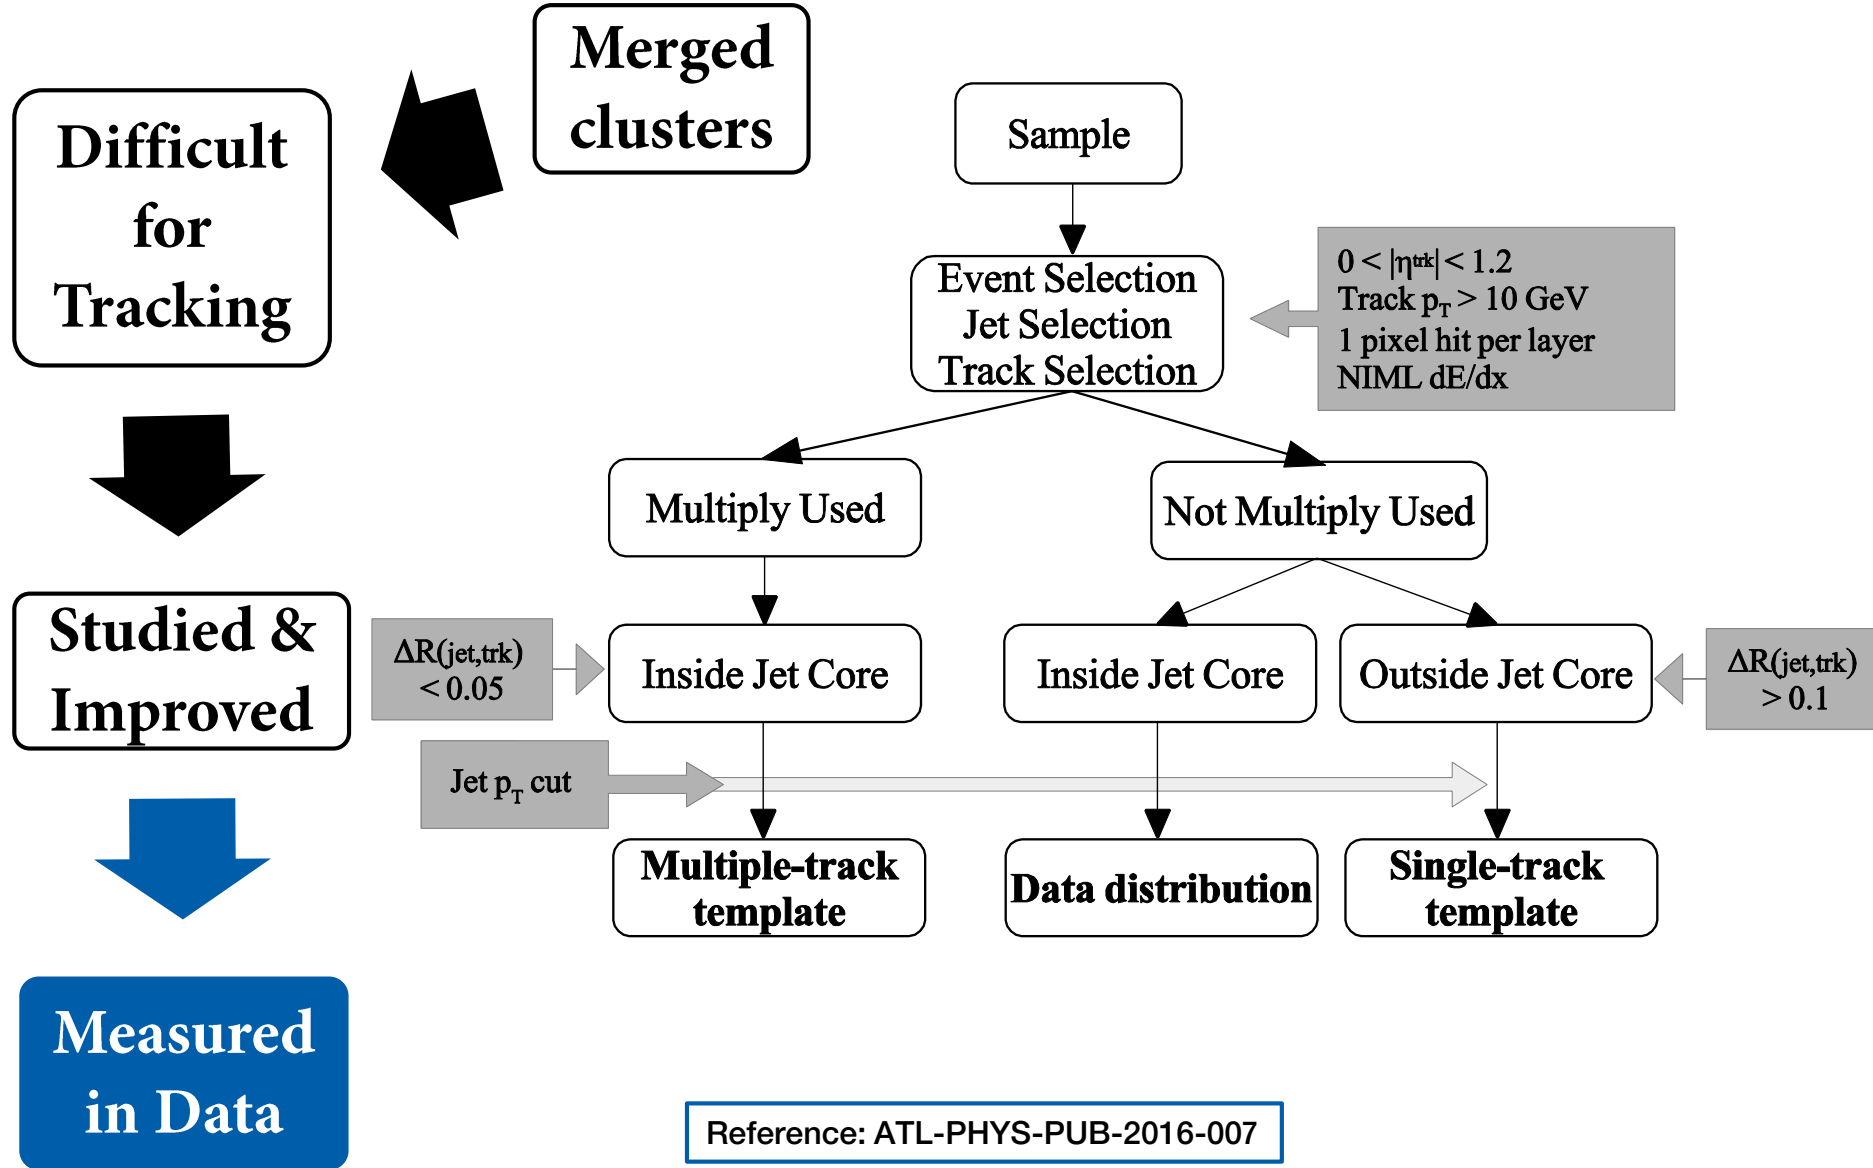 Merged
clusters
Difficult
for
Tracking
Studied &
Improved
Measured
in Data
Sample
Event Selection
Jet Selection
Track Selection
0 < |η^trk| < 1.2
Track p_T > 10 GeV
1 pixel hit per layer
NIML dE/dx
Multiply Used
Not Multiply Used
ΔR(jet,trk)
< 0.05
Inside Jet Core
Inside Jet Core
Outside Jet Core
ΔR(jet,trk)
> 0.1
Jet p_T cut
Multiple-track
template
Data distribution
Single-track
template
Reference: ATL-PHYS-PUB-2016-007